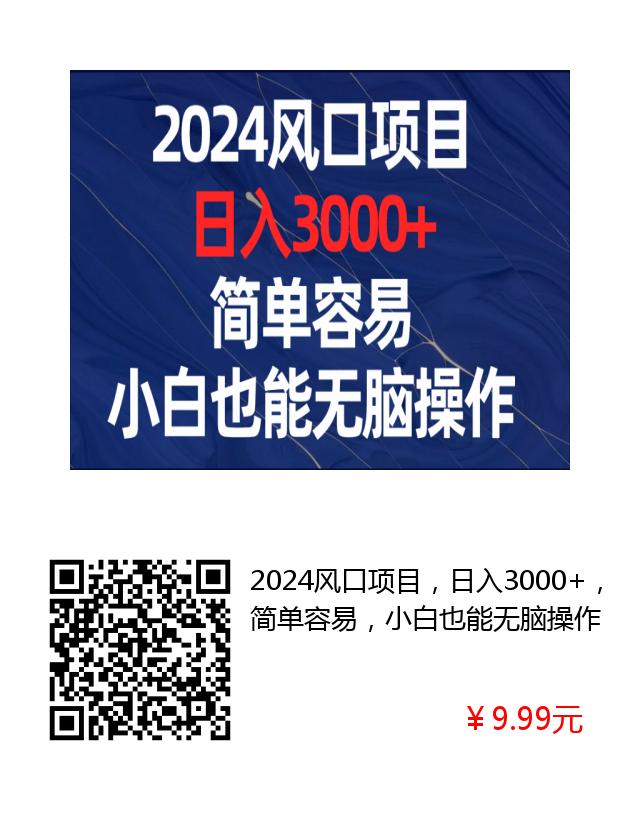 2024风口项目
日入3000+
简单容易
小白也能无脑操作
2024风口项目，日入3000+，
简单容易，小白也能无脑操作
￥9.99元